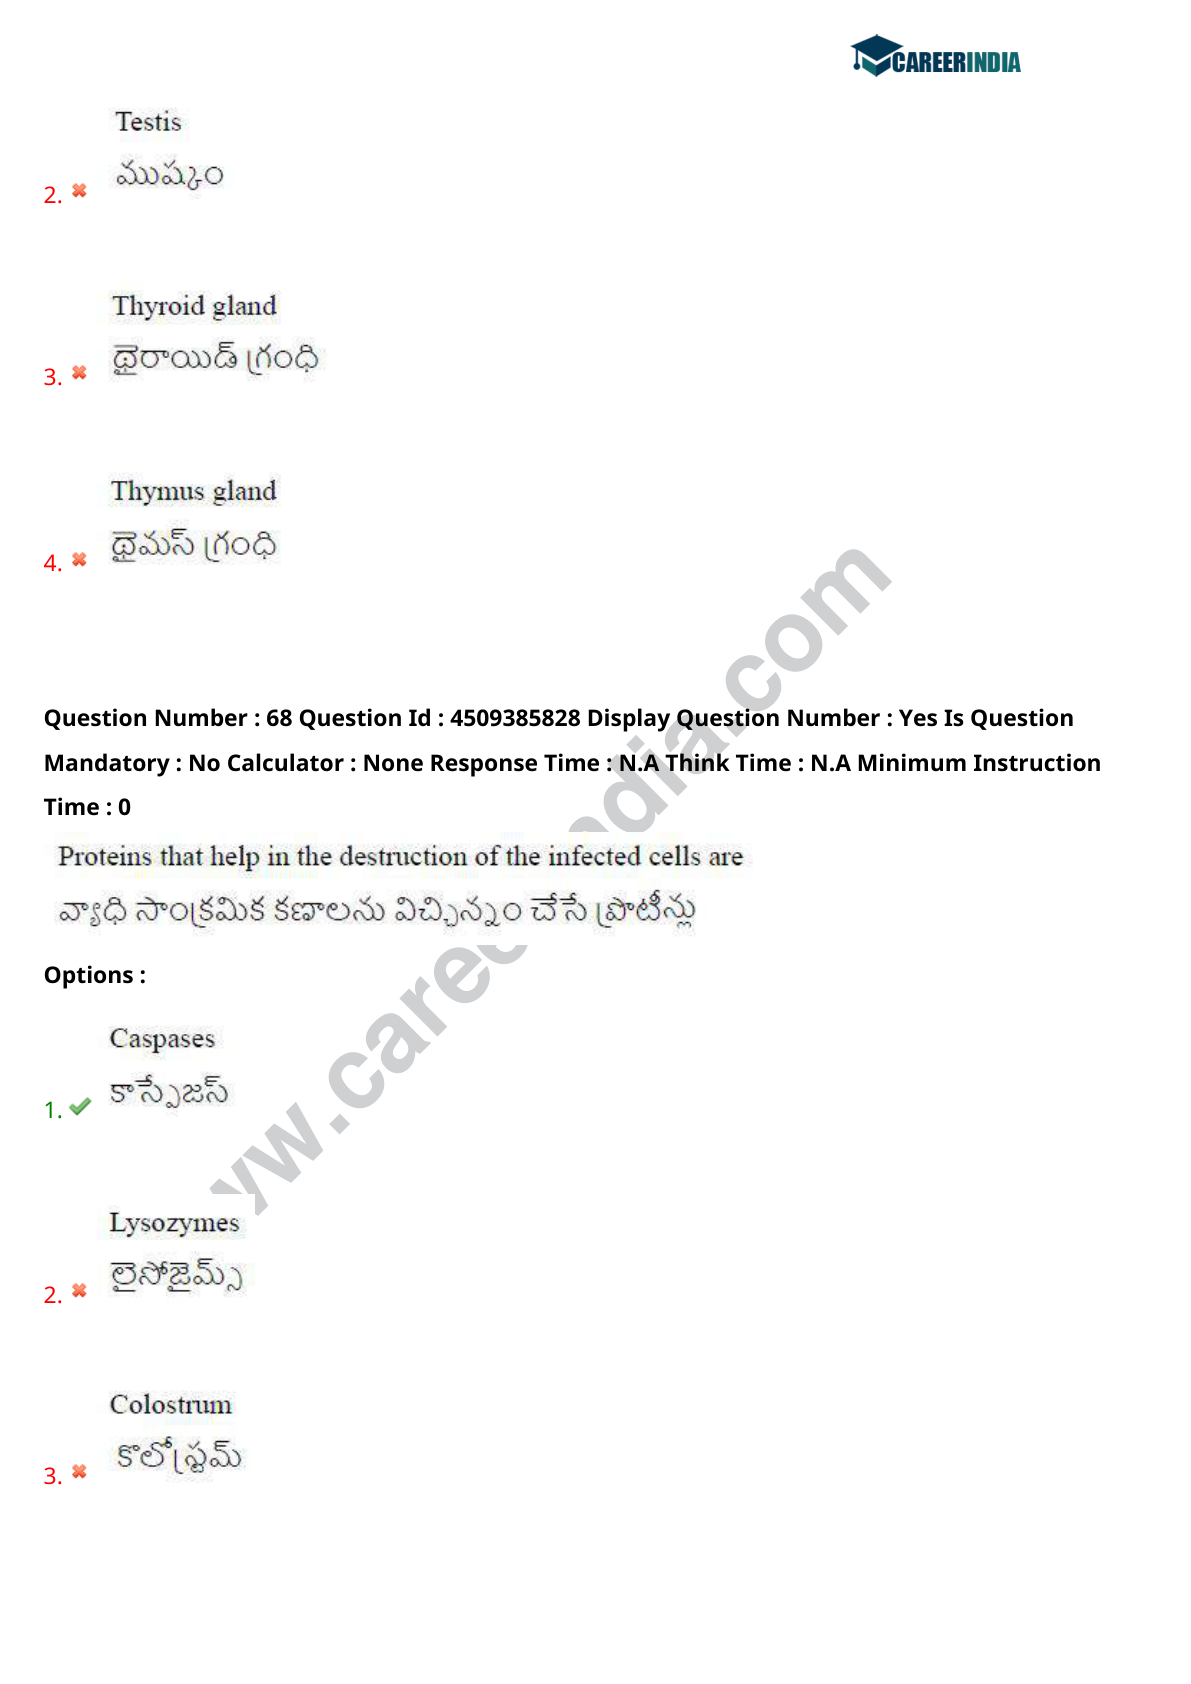 CAREERINDIA
Testis
ముష్కం
2.
Thyroid gland
థైరాయిడ్ గ్రంధి
3.
Thymus gland
థైమస్ గ్రంధి
4.
Question Number : 68 Question Id : 4509385828 Display Question Number : Yes Is Question
Mandatory : No Calculator : None Response Time : N.A Think Time : N.A Minimum Instruction
Time : 0
Proteins that help in the destruction of the infected cells are
వ్యాధి సాంక్రమిక కణాలను విచ్ఛిన్నం చేసే ప్రొటీన్లు
Options :
Caspases
కాస్పేజస్
1.
Lysozymes
లైసోజైమ్స్
2.
Colostrum
కొలోస్ట్రమ్
3.